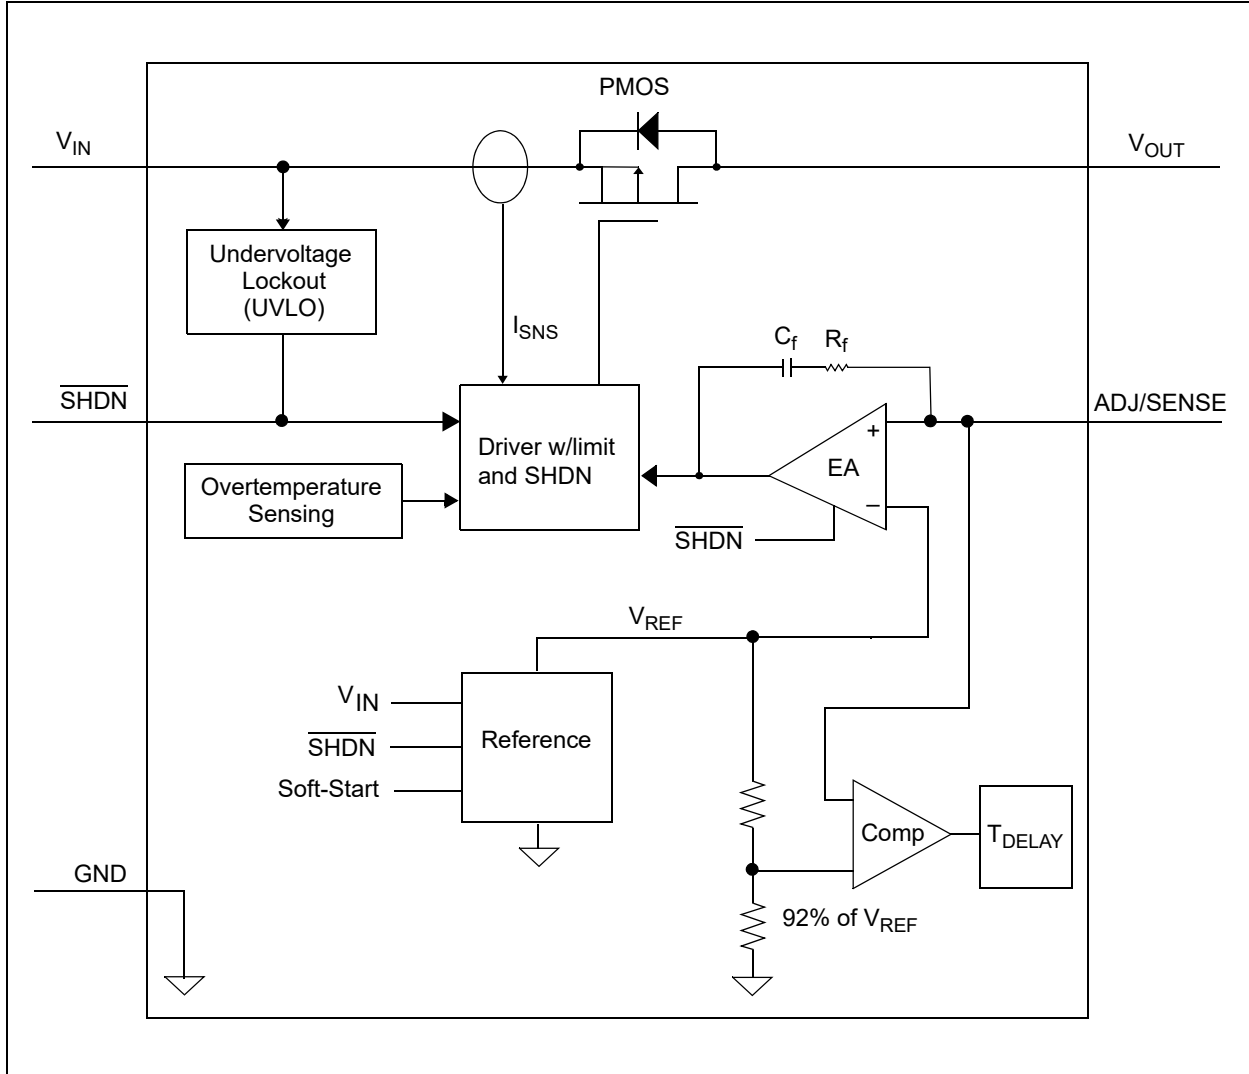 PMOS
VIN
VOUT
Undervoltage
Lockout
(UVLO)
ISNS
Cf
Rf
SHDN
ADJ/SENSE
Driver w/limit
and SHDN
+
EA
−
Overtemperature
Sensing
SHDN
VREF
VIN
SHDN
Soft-Start
Reference
Comp
TDELAY
GND
92% of VREF